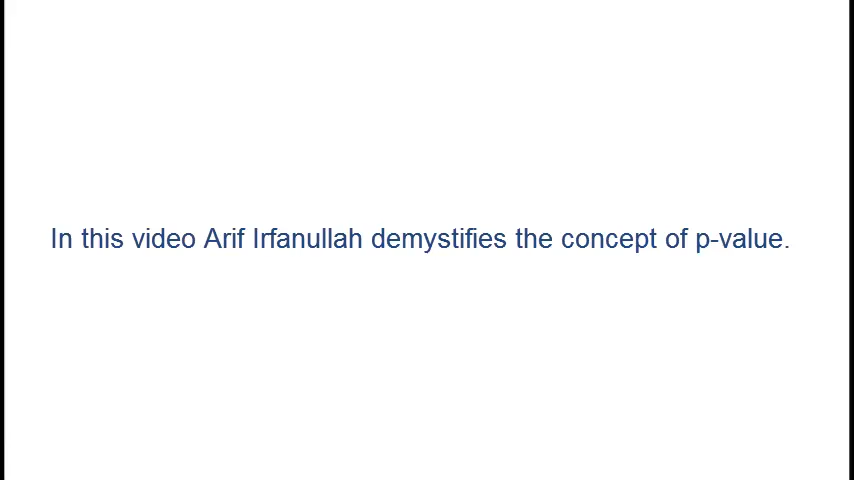 In this video Arif Irfanullah demystifies the concept of p-value.